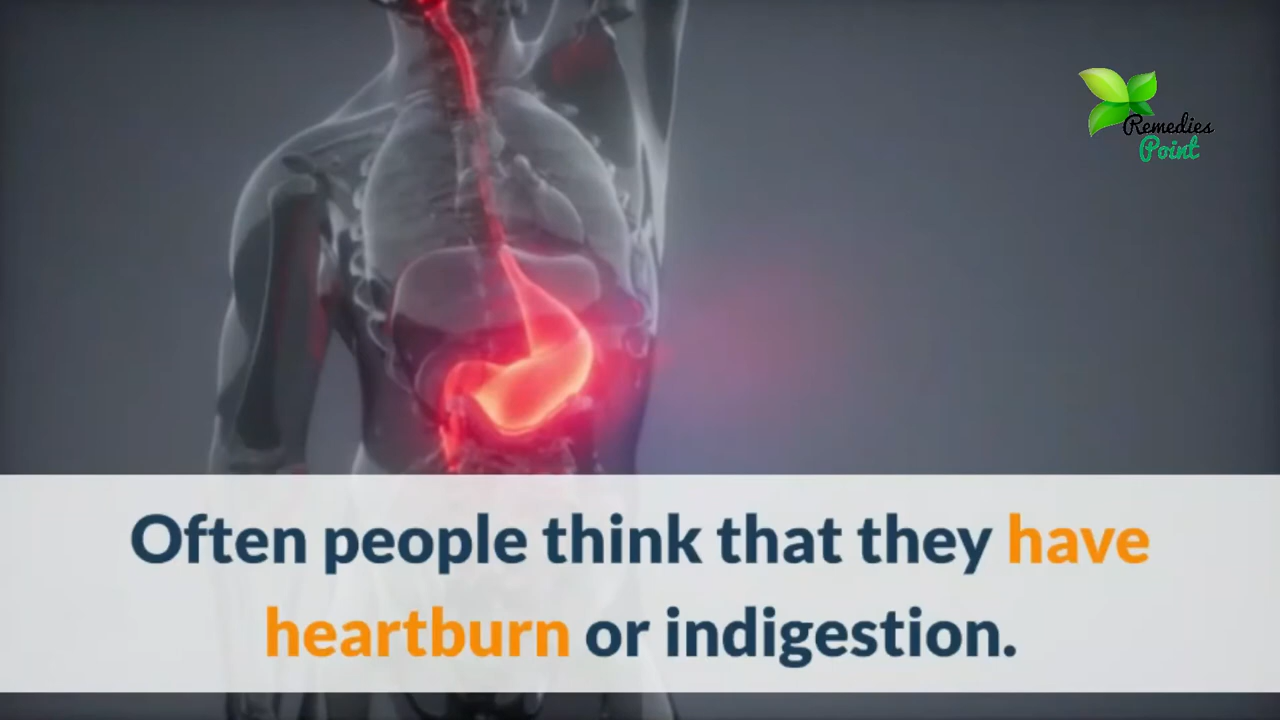 Remedies
Point
Often people think that they have
heartburn or indigestion.